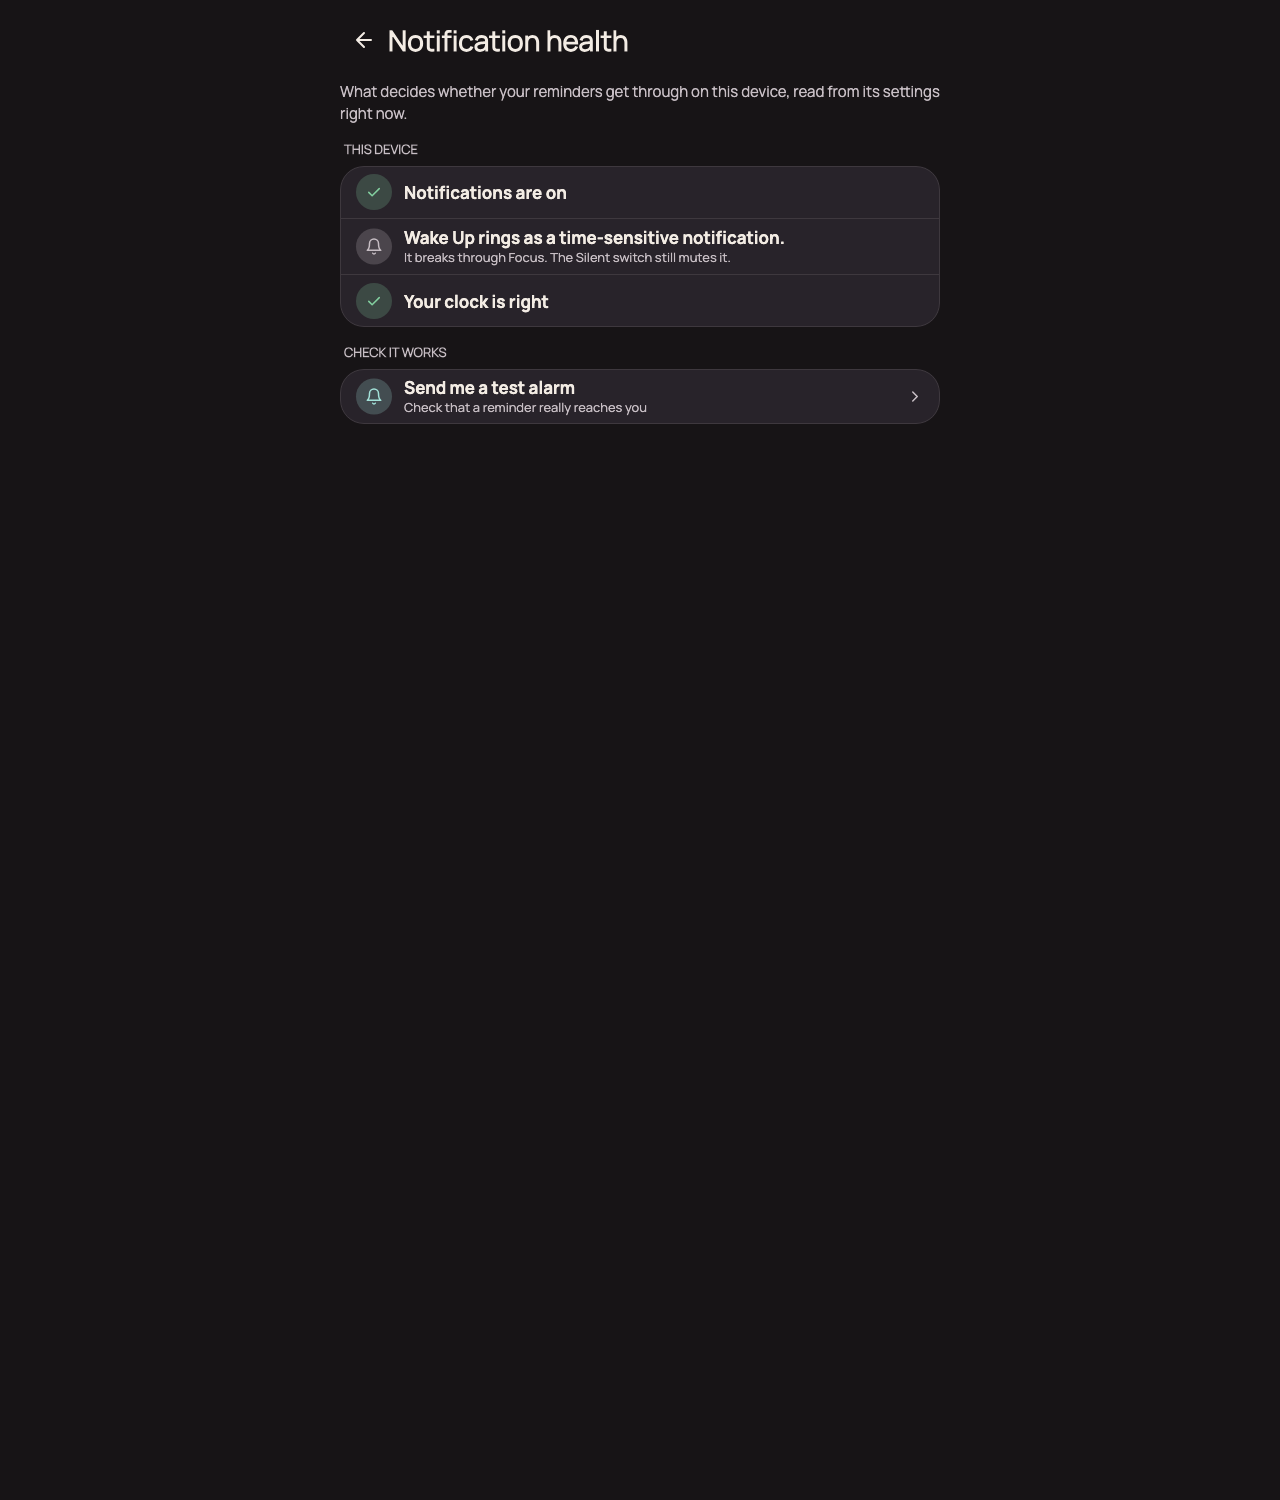 Notification health
What decides whether your reminders get through on this device, read from its settings
right now.
THIS DEVICE
Notifications are on
Wake Up rings as a time-sensitive notification.
It breaks through Focus. The Silent switch still mutes it.
Your clock is right
CHECK IT WORKS
Send me a test alarm
Check that a reminder really reaches you